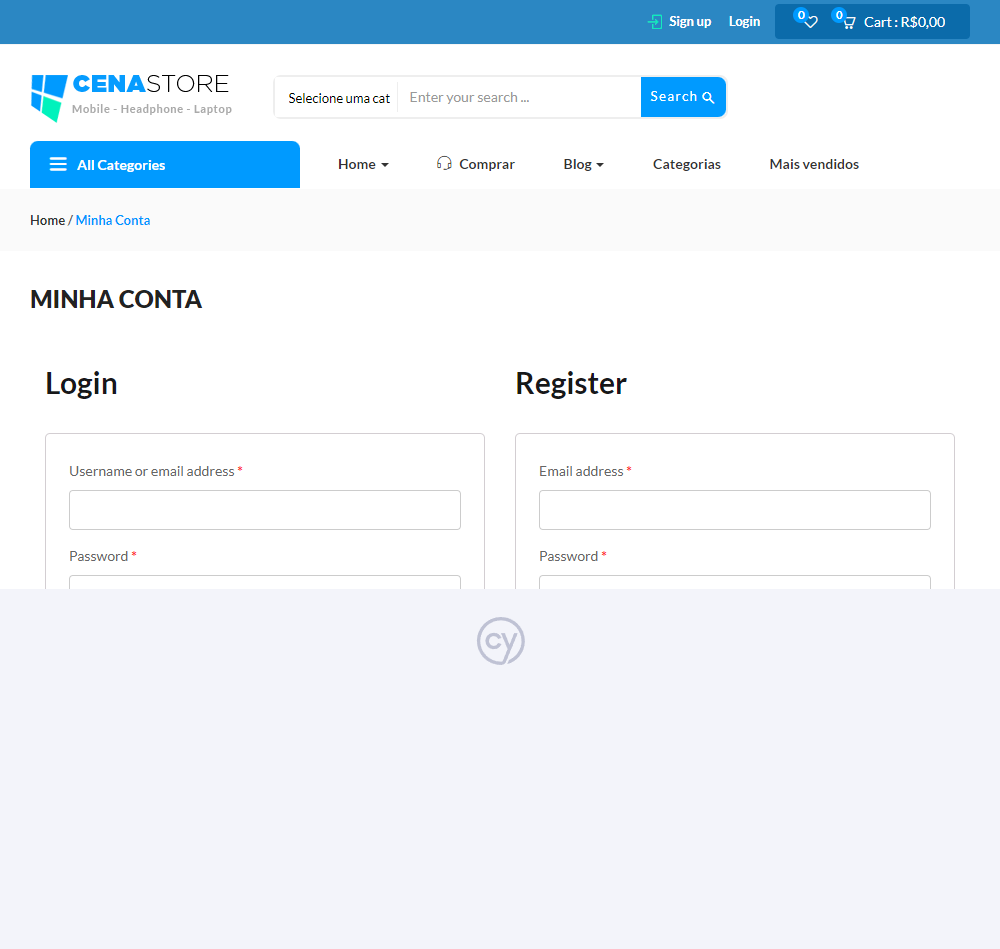 Sign up Login 0 0 Cart : R$0,00
CENASTORE
Mobile - Headphone - Laptop
Selecione uma cat Enter your search ... Search
All Categories Home Comprar Blog Categorias Mais vendidos
Home / Minha Conta
MINHA CONTA
Login Register
Username or email address * Email address *
Password * Password *
cy